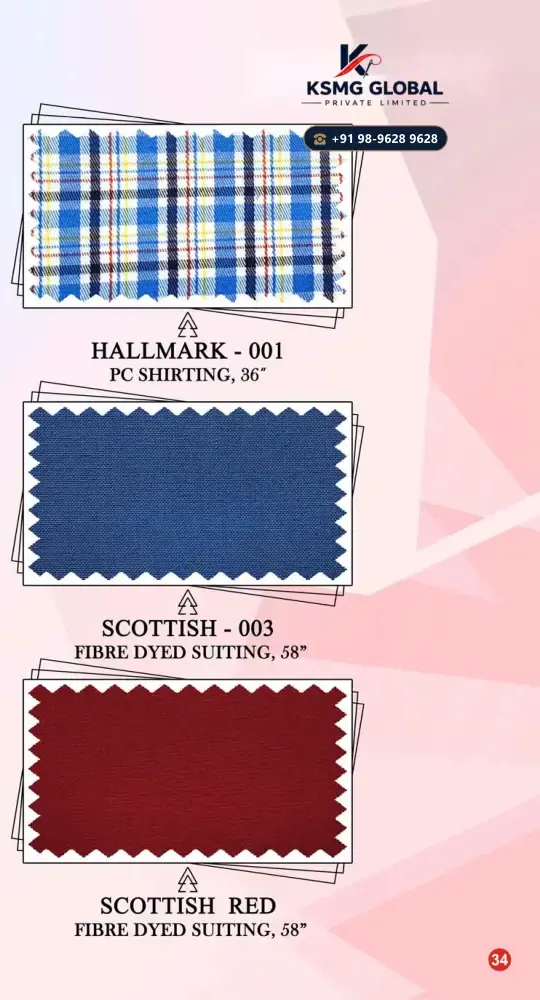 KSMG GLOBAL
PRIVATE LIMITED
+91 98-9628 9628
HALLMARK - 001
PC SHIRTING, 36"
SCOTTISH - 003
FIBRE DYED SUITING, 58”
SCOTTISH RED
FIBRE DYED SUITING, 58”
34